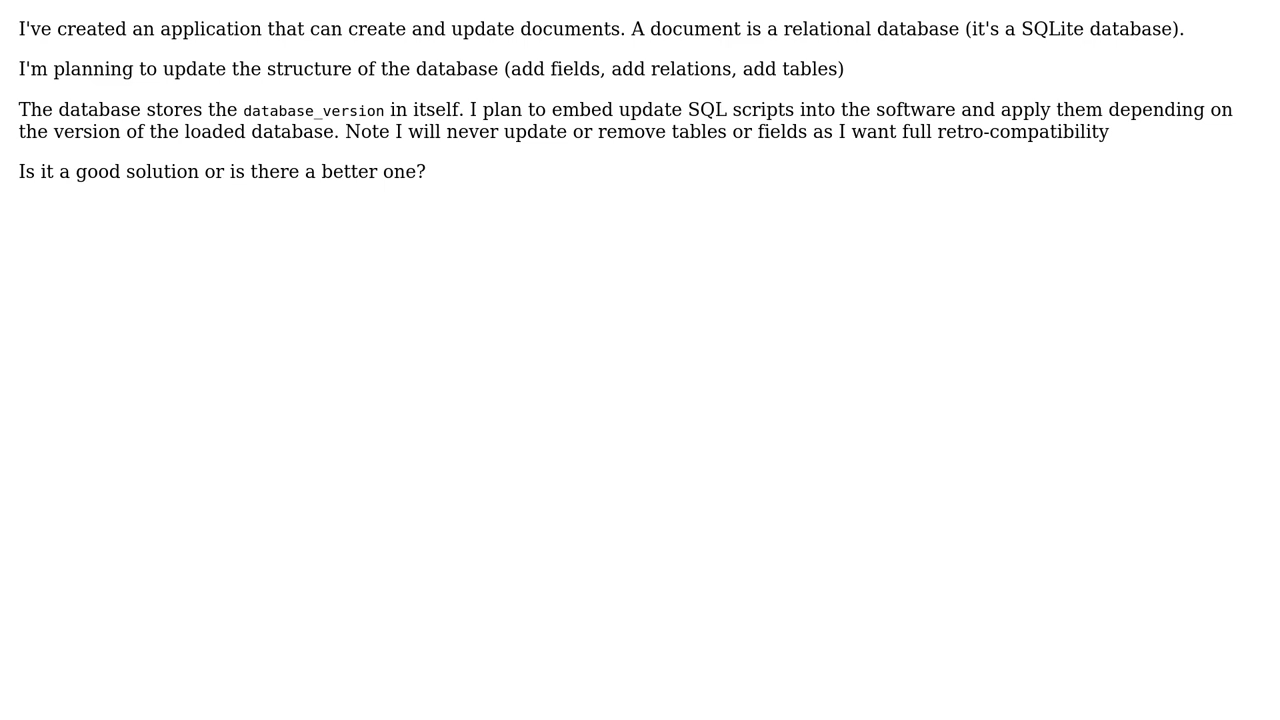 I've created an application that can create and update documents. A document is a relational database (it's a SQLite database).
I'm planning to update the structure of the database (add fields, add relations, add tables)
The database stores the database_version in itself. I plan to embed update SQL scripts into the software and apply them depending on
the version of the loaded database. Note I will never update or remove tables or fields as I want full retro-compatibility
Is it a good solution or is there a better one?